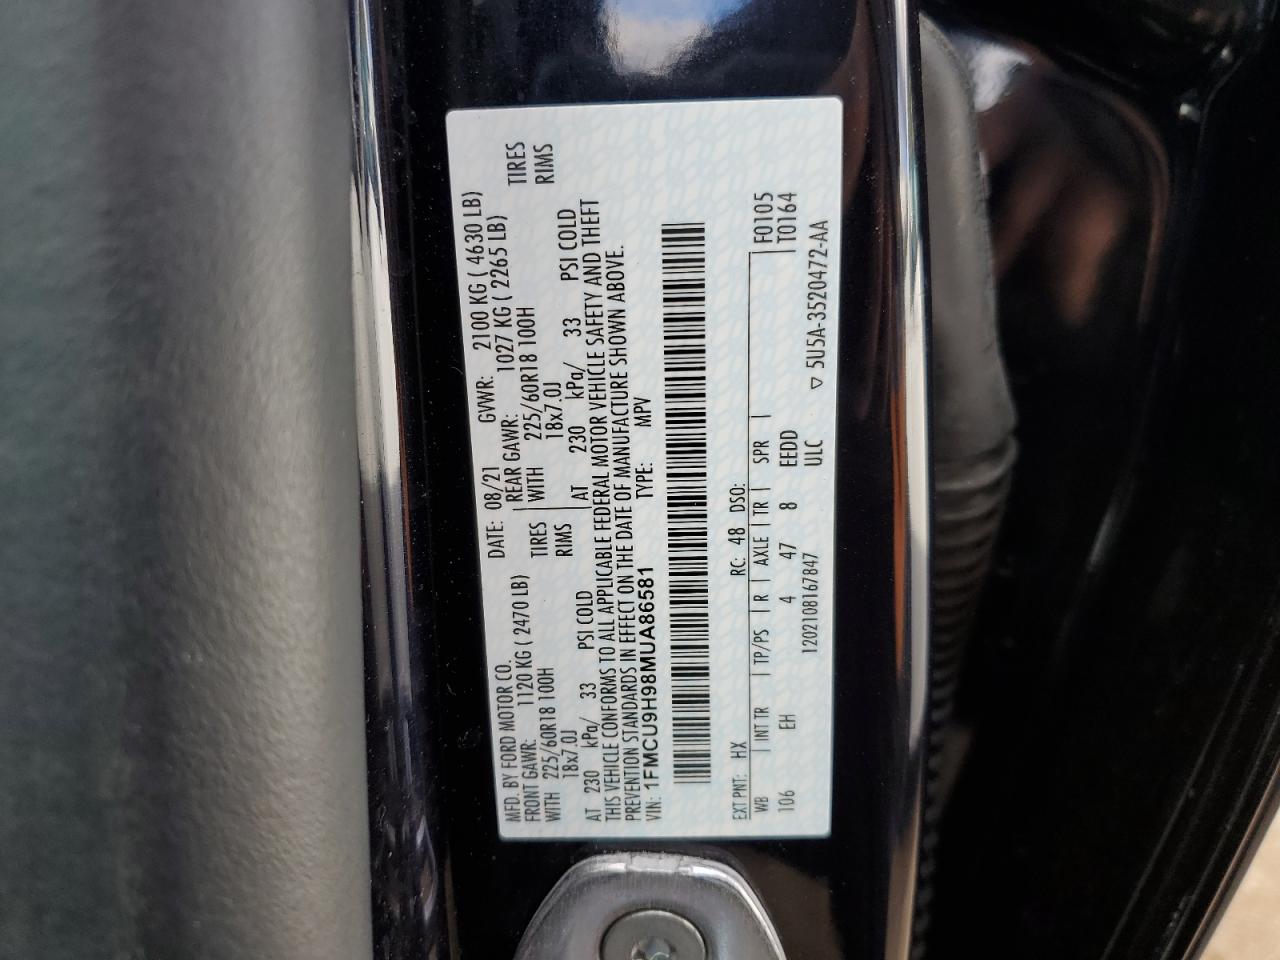 MFD. BY FORD MOTOR CO.
DATE: 08/21 GVWR: 2100 KG ( 4630 LB)
FRONT GAWR: 1120 KG ( 2470 LB)
REAR GAWR: 1027 KG ( 2265 LB)
WITH 225/60R18 100H TIRES
WITH 225/60R18 100H TIRES
18x7.0J RIMS
18x7.0J RIMS
AT 230 kPa/ 33 PSI COLD
AT 230 kPa/ 33 PSI COLD
THIS VEHICLE CONFORMS TO ALL APPLICABLE FEDERAL MOTOR VEHICLE SAFETY AND THEFT
PREVENTION STANDARDS IN EFFECT ON THE DATE OF MANUFACTURE SHOWN ABOVE.
VIN: 1FMCU9H98MUA86581 TYPE: MPV
EXT PNT: HX RC: 48 DSO:
WB | INT TR | TP/PS | R | AXLE | TR | SPR | F0105
106 EH 4 47 8 EEDD T0164
1202108167847 ULC ▽ 5U5A-3520472-AA